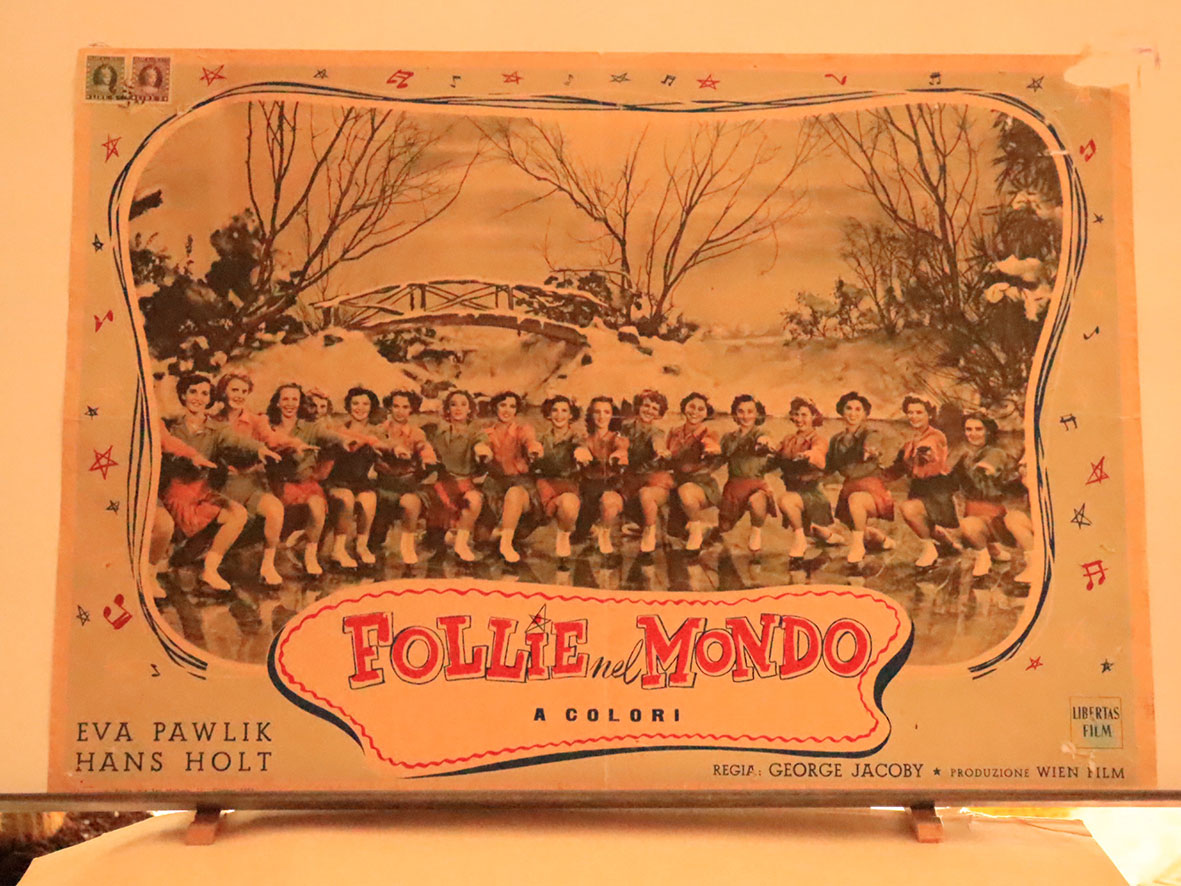 FOLLIE nel MONDO
A COLORI
EVA PAWLIK
HANS HOLT
REGIA: GEORGE JACOBY ★ PRODUZIONE WIEN FILM
LIBERTAS
FILM